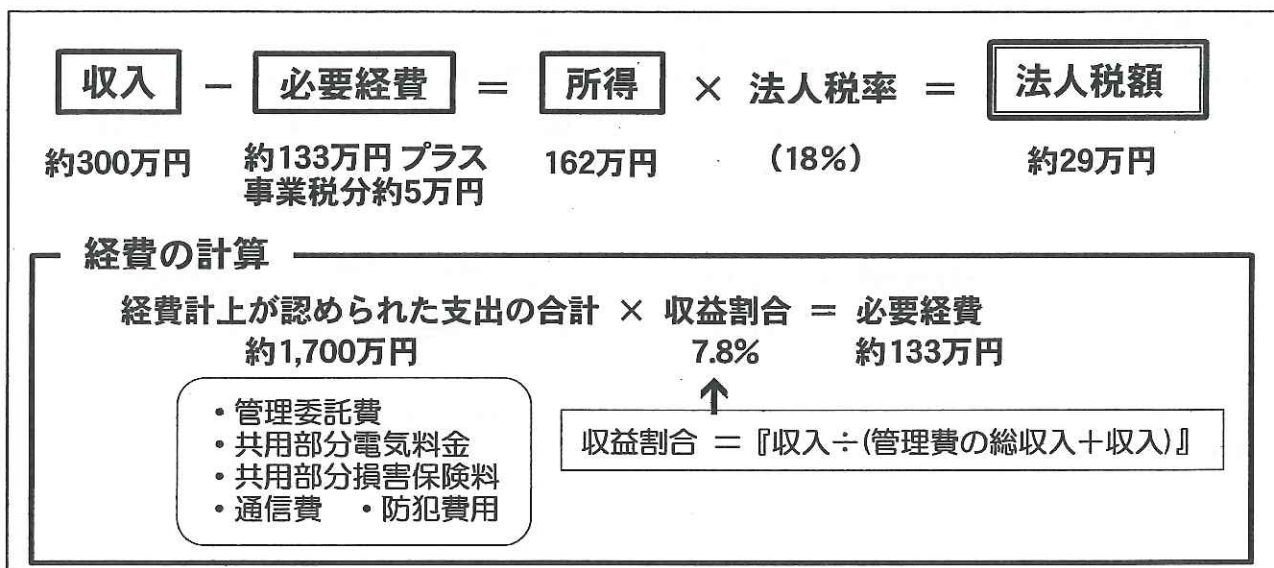 収入 − 必要経費 = 所得 × 法人税率 = 法人税額
約300万円 約133万円 プラス 162万円 (18%) 約29万円
事業税分約5万円
経費の計算
経費計上が認められた支出の合計 × 収益割合 = 必要経費
約1,700万円 7.8% 約133万円
・管理委託費
・共用部分電気料金
・共用部分損害保険料
・通信費 ・防犯費用
収益割合 =『収入÷(管理費の総収入+収入)』